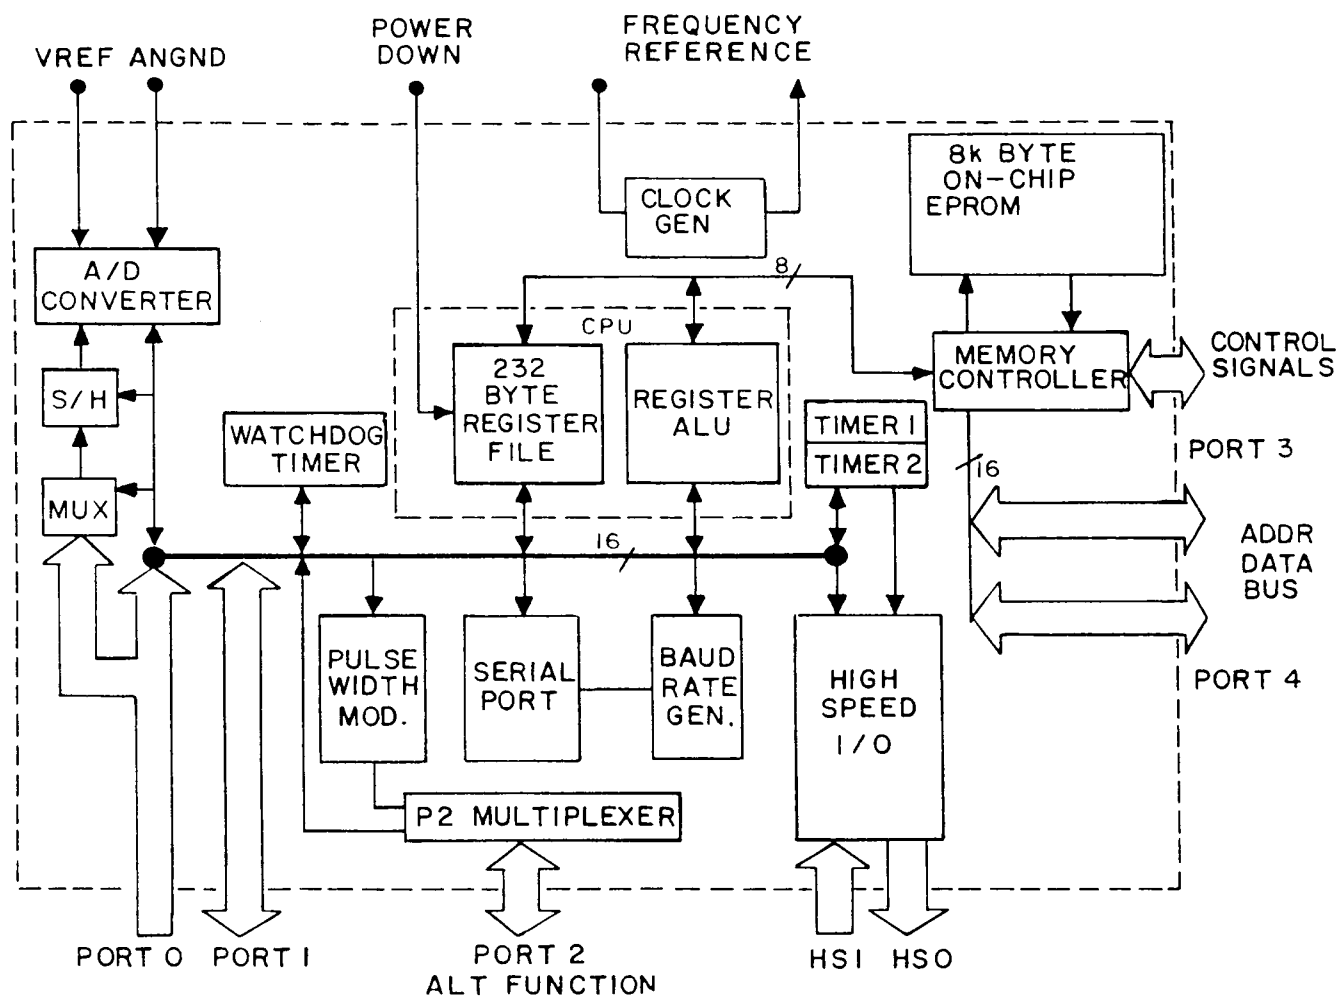 VREF ANGND
POWER
DOWN
FREQUENCY
REFERENCE
8k BYTE
ON-CHIP
EPROM
CLOCK
GEN
A/D
CONVERTER
8
CPU
S/H
232
BYTE
REGISTER
FILE
REGISTER
ALU
MEMORY
CONTROLLER
CONTROL
SIGNALS
WATCHDOG
TIMER
TIMER 1
TIMER 2
PORT 3
16
MUX
16
ADDR
DATA
BUS
PULSE
WIDTH
MOD.
SERIAL
PORT
BAUD
RATE
GEN.
HIGH
SPEED
I/O
PORT 4
P2 MULTIPLEXER
PORT 0
PORT 1
PORT 2
ALT FUNCTION
HSI
HSO